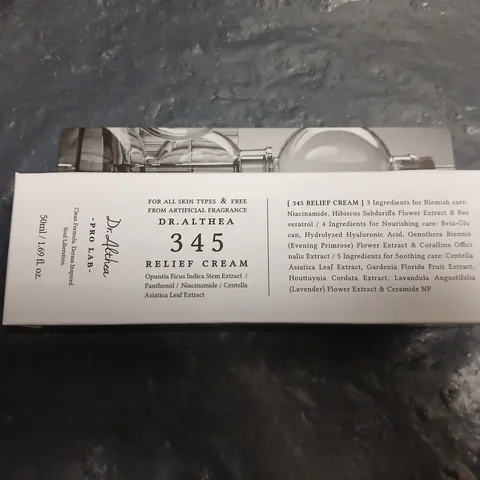 Dr.Althea
- PRO LAB -
Clean Formula, Derma Inspired,
Soul Liberation.
50ml / 1.69 fl. oz.
FOR ALL SKIN TYPES & FREE
FROM ARTIFICIAL FRAGRANCE
DR.ALTHEA
345
RELIEF CREAM
Opuntia Ficus Indica Stem Extract /
Panthenol / Niacinamide / Centella
Asiatica Leaf Extract
[ 345 RELIEF CREAM ] 3 Ingredients for Blemish care:
Niacinamide, Hibiscus Sabdariffa Flower Extract & Res
veratrol / 4 Ingredients for Nourishing care: Beta-Glu
can, Hydrolyzed Hyaluronic Acid, Oenothera Biennis
(Evening Primrose) Flower Extract & Corallina Offici
nalis Extract / 5 Ingredients for Soothing care: Centella
Asiatica Leaf Extract, Gardenia Florida Fruit Extract,
Houttuynia Cordata Extract, Lavandula Angustifolia
(Lavender) Flower Extract & Ceramide NP